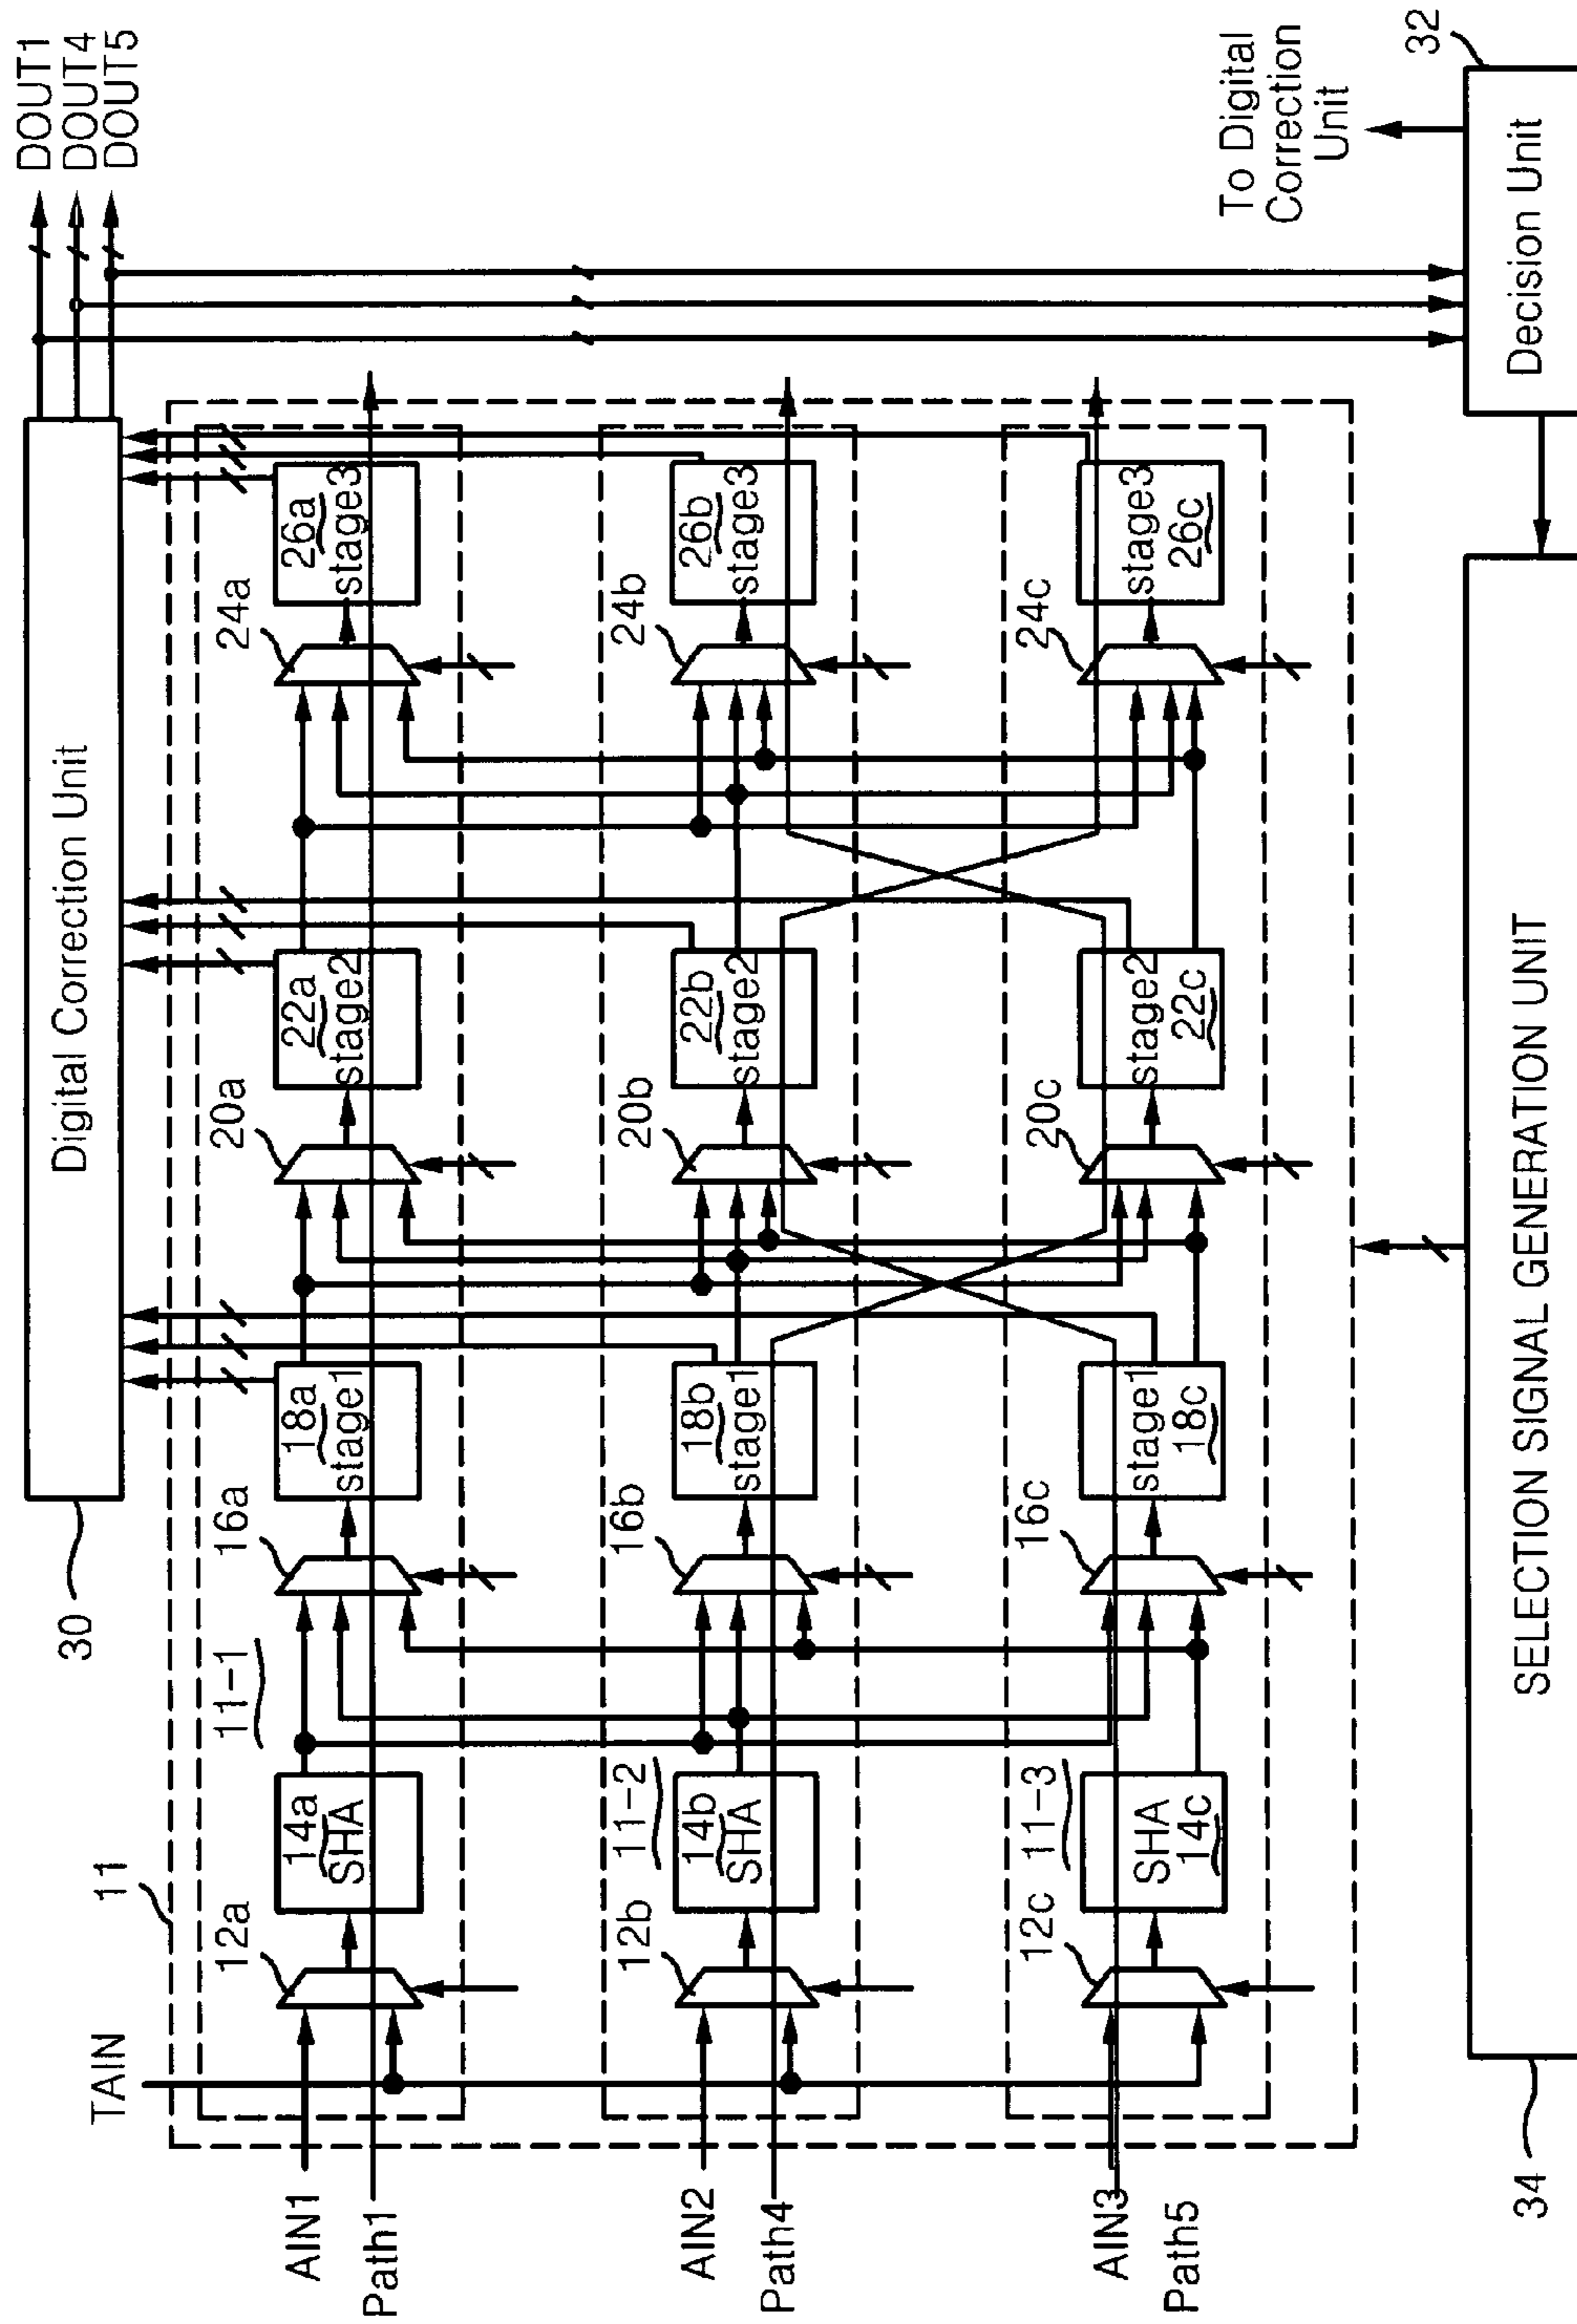 DOUT1
DOUT4
DOUT5
Digital Correction Unit
30
TAIN
11
11-1
12a
14a
SHA
16a
18a
stage1
20a
22a
stage2
24a
26a
stage3
AIN1
Path1
11-2
12b
14b
SHA
16b
18b
stage1
20b
22b
stage2
24b
26b
stage3
AIN2
Path4
11-3
12c
SHA
14c
16c
stage1
18c
20c
stage2
22c
24c
stage3
26c
AIN3
Path5
To Digital
Correction
Unit
32
Decision Unit
SELECTION SIGNAL GENERATION UNIT
34